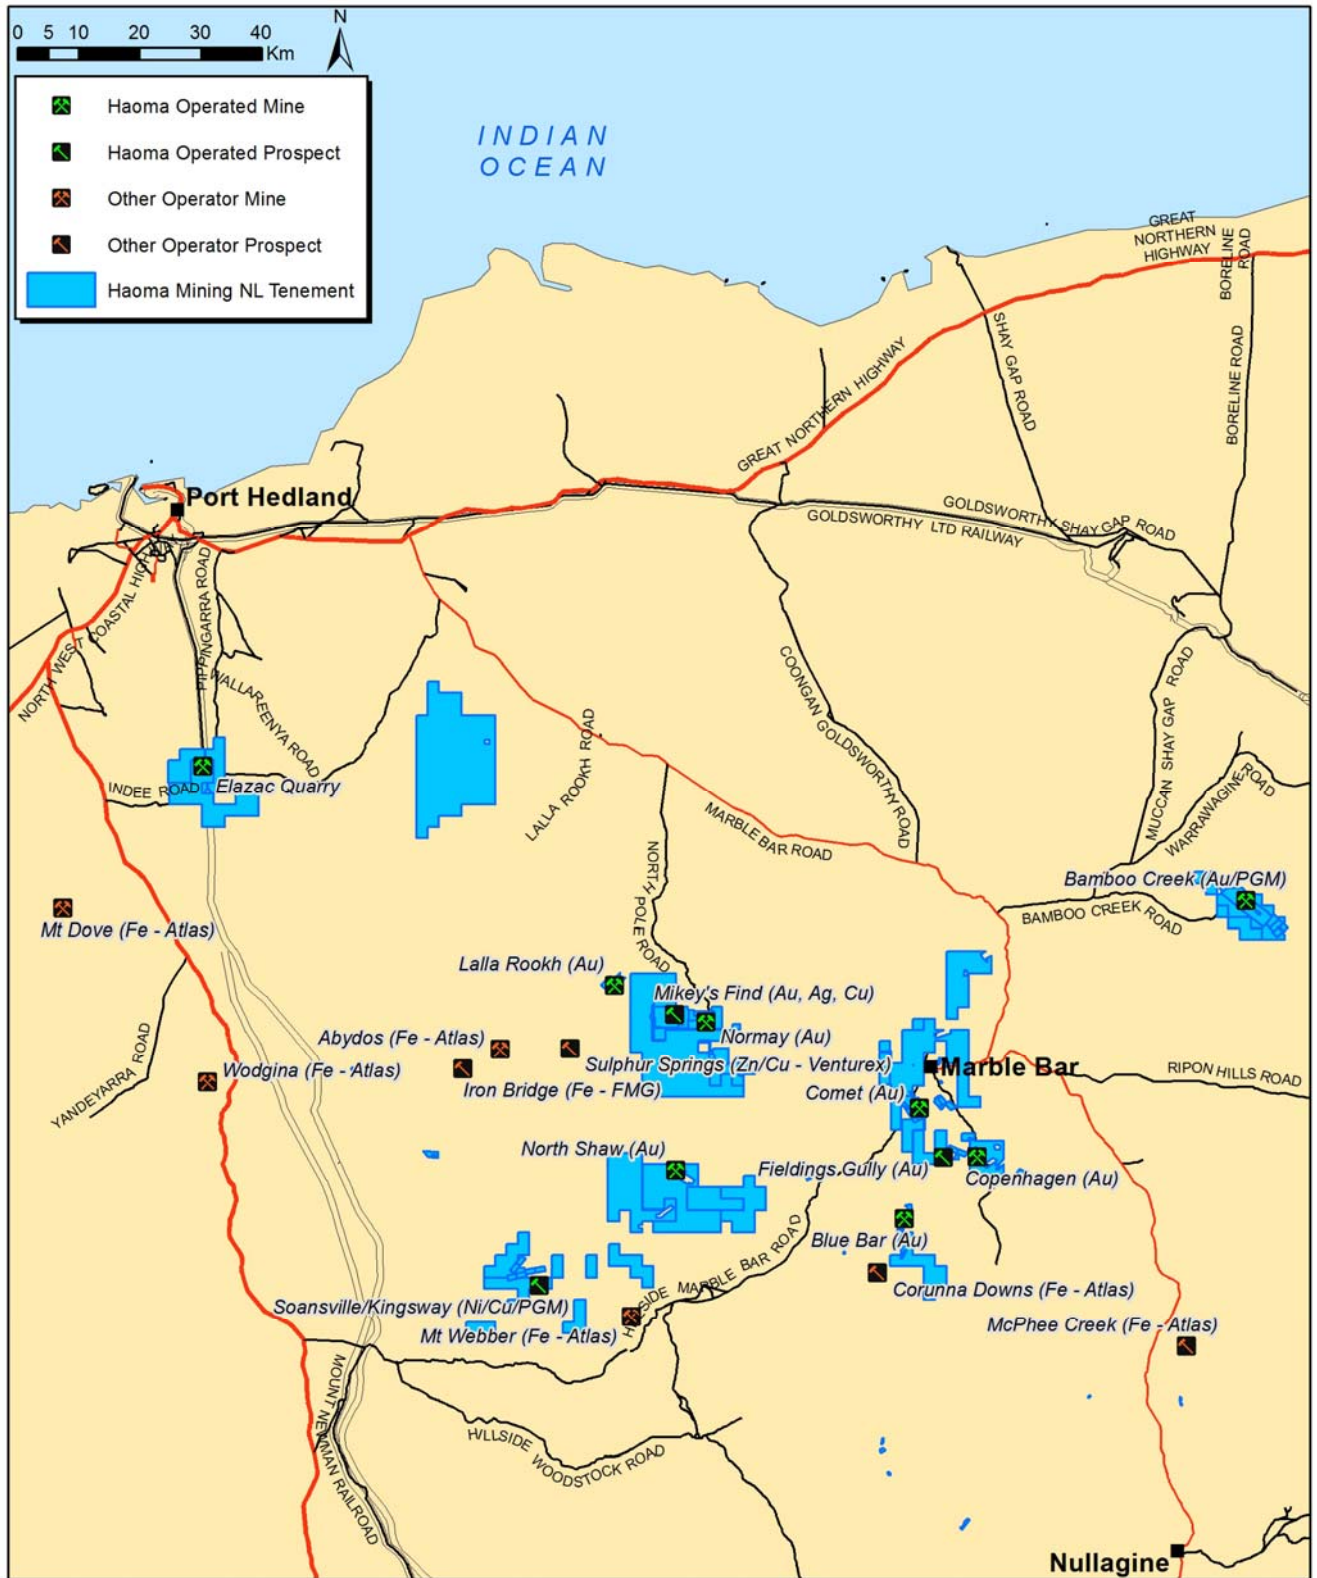 0 5 10 20 30 40
Km
N
Haoma Operated Mine
Haoma Operated Prospect
Other Operator Mine
Other Operator Prospect
Haoma Mining NL Tenement
INDIAN
OCEAN
GREAT
NORTHERN
HIGHWAY
BORELINE
ROAD
SHAY GAP ROAD
BORELINE ROAD
GREAT NORTHERN HIGHWAY
Port Hedland
GOLDSWORTHY SHAY GAP ROAD
GOLDSWORTHY LTD RAILWAY
NORTH WEST COASTAL HIGHWAY
PIPPINGARRA ROAD
WALLAREENYA ROAD
COONGAN GOLDSWORTHY ROAD
MUCCAN SHAY GAP ROAD
LALLA ROOKH ROAD
WARRAWAGINE ROAD
INDEE ROAD
Elazac Quarry
MARBLE BAR ROAD
NORTH POLE ROAD
Bamboo Creek (Au/PGM)
BAMBOO CREEK ROAD
Mt Dove (Fe - Atlas)
Lalla Rookh (Au)
Mikey's Find (Au, Ag, Cu)
Normay (Au)
Abydos (Fe - Atlas)
Sulphur Springs (Zn/Cu - Venturex)
Wodgina (Fe - Atlas)
Iron Bridge (Fe - FMG)
Marble Bar
RIPON HILLS ROAD
YANDEYARRA ROAD
Comet (Au)
North Shaw (Au)
Fieldings Gully (Au)
Copenhagen (Au)
Blue Bar (Au)
HILLSIDE MARBLE BAR ROAD
Corunna Downs (Fe - Atlas)
Soansville/Kingsway (Ni/Cu/PGM)
Mt Webber (Fe - Atlas)
McPhee Creek (Fe - Atlas)
MOUNT NEWMAN RAILROAD
HILLSIDE WOODSTOCK ROAD
Nullagine